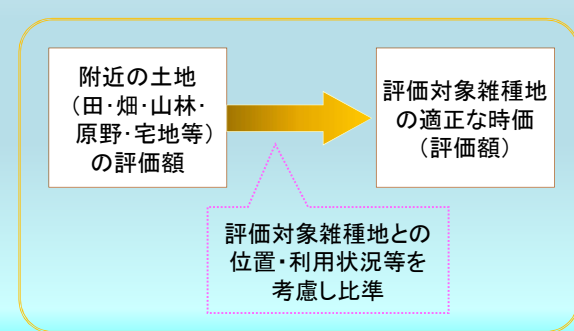 附近の土地
(田・畑・山林・
原野・宅地等)
の評価額
評価対象雑種地
の適正な時価
(評価額)
評価対象雑種地との
位置・利用状況等を
考慮し比準